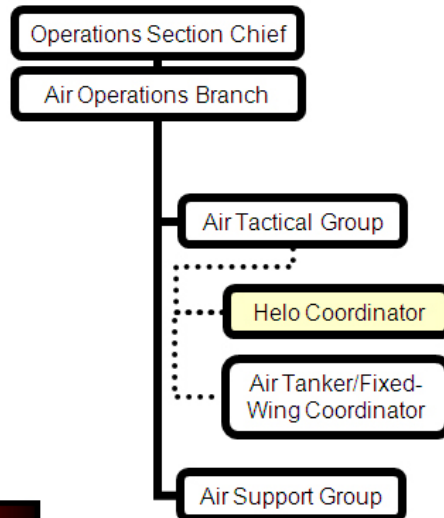 Operations Section Chief
Air Operations Branch
Air Tactical Group
Helo Coordinator
Air Tanker/Fixed-
Wing Coordinator
Air Support Group